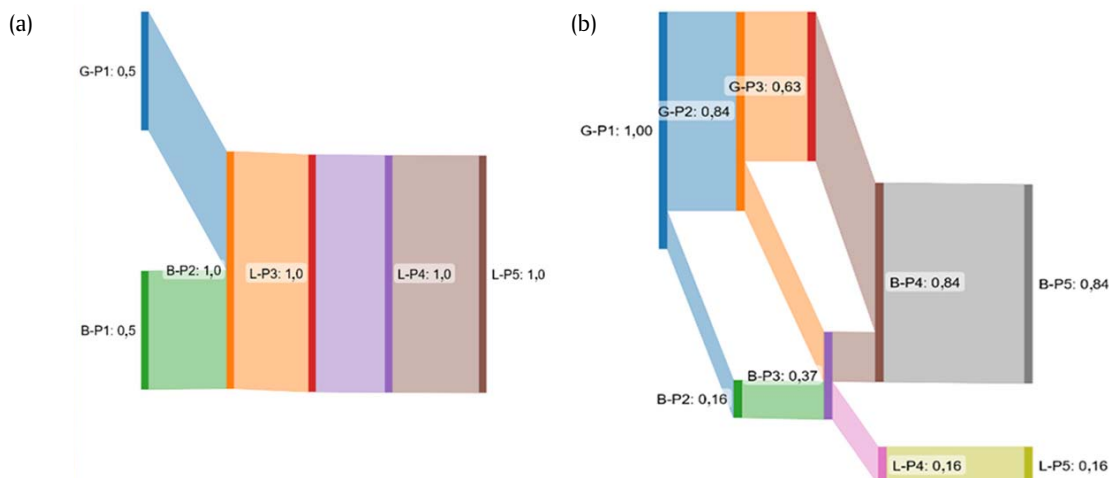 (a)
G-P1: 0,5
B-P2: 1,0
L-P3: 1,0
L-P4: 1,0
L-P5: 1,0
B-P1: 0,5
(b)
G-P3: 0,63
G-P2: 0,84
G-P1: 1,00
B-P4: 0,84
B-P5: 0,84
B-P3: 0,37
B-P2: 0,16
L-P4: 0,16
L-P5: 0,16